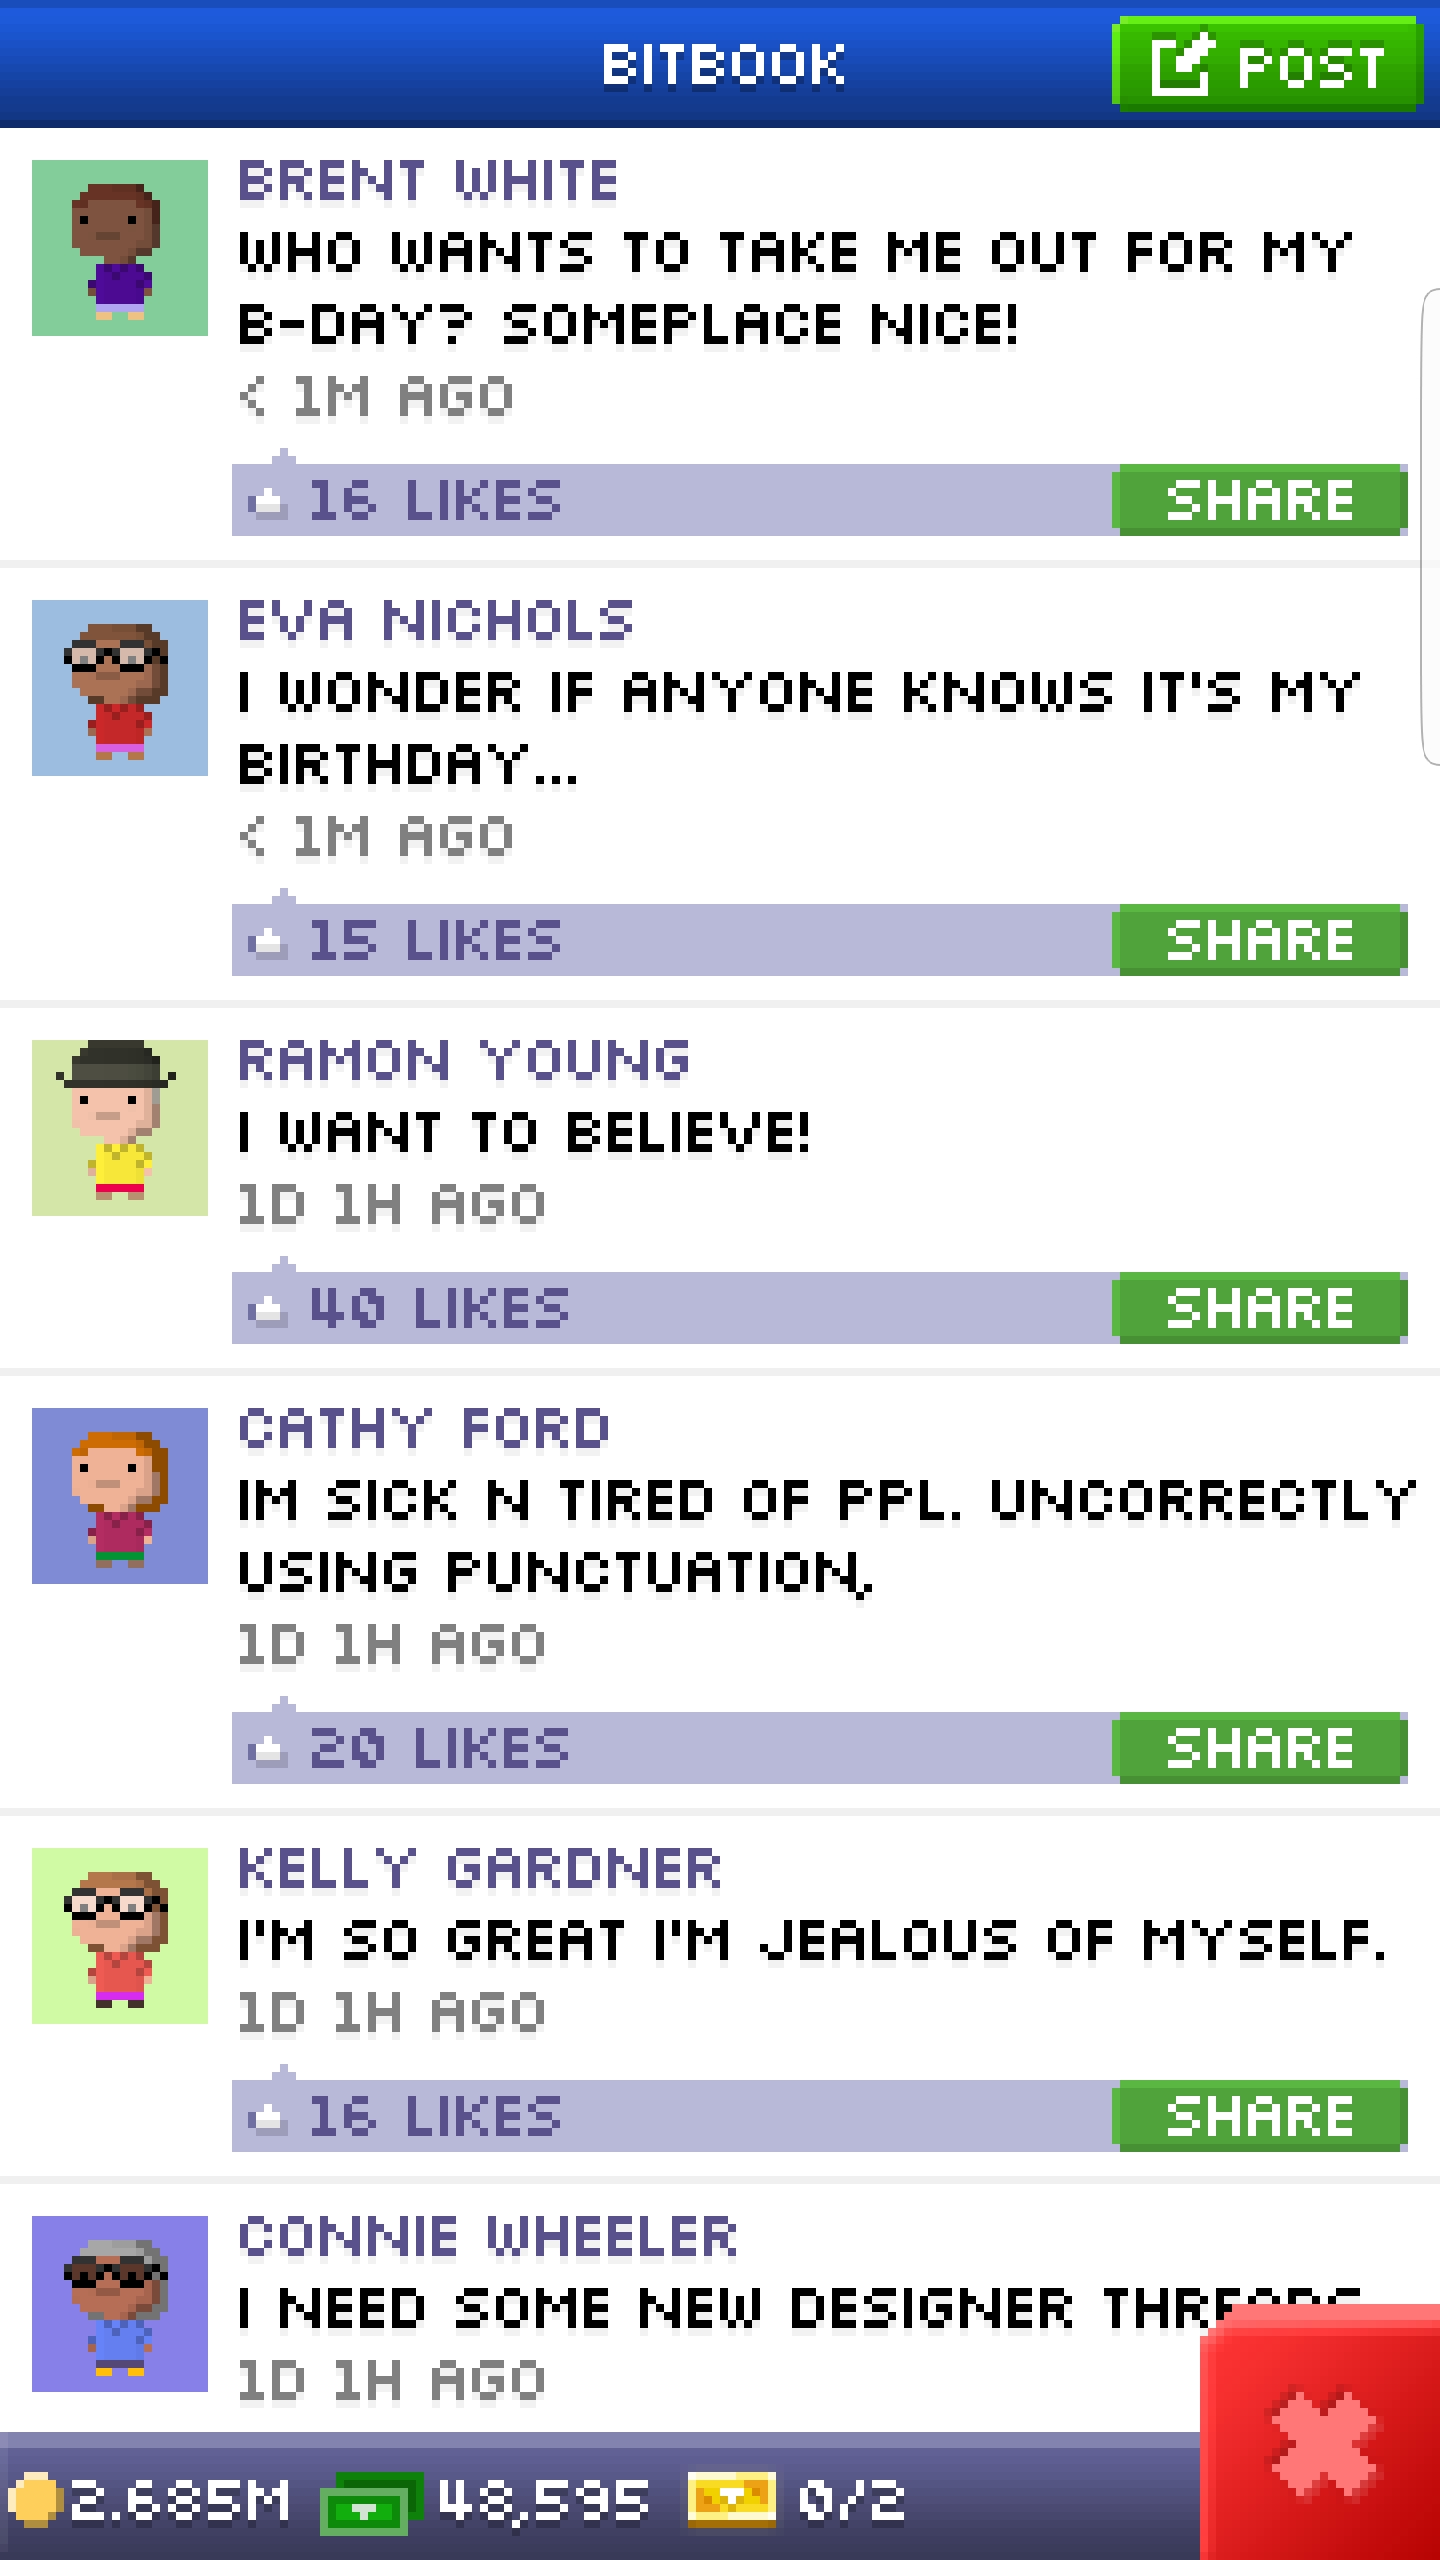 BITBOOK
POST
BRENT WHITE
WHO WANTS TO TAKE ME OUT FOR MY
B-DAY? SOMEPLACE NICE!
< 1M AGO
16 LIKES
SHARE
EVA NICHOLS
I WONDER IF ANYONE KNOWS IT'S MY
BIRTHDAY...
< 1M AGO
15 LIKES
SHARE
RAMON YOUNG
I WANT TO BELIEVE!
1D 1H AGO
40 LIKES
SHARE
CATHY FORD
IM SICK N TIRED OF PPL. UNCORRECTLY
USING PUNCTUATION,.
1D 1H AGO
20 LIKES
SHARE
KELLY GARDNER
I'M SO GREAT I'M JEALOUS OF MYSELF.
1D 1H AGO
16 LIKES
SHARE
CONNIE WHEELER
I NEED SOME NEW DESIGNER THREADS
1D 1H AGO
2.685M
48,595
0/2